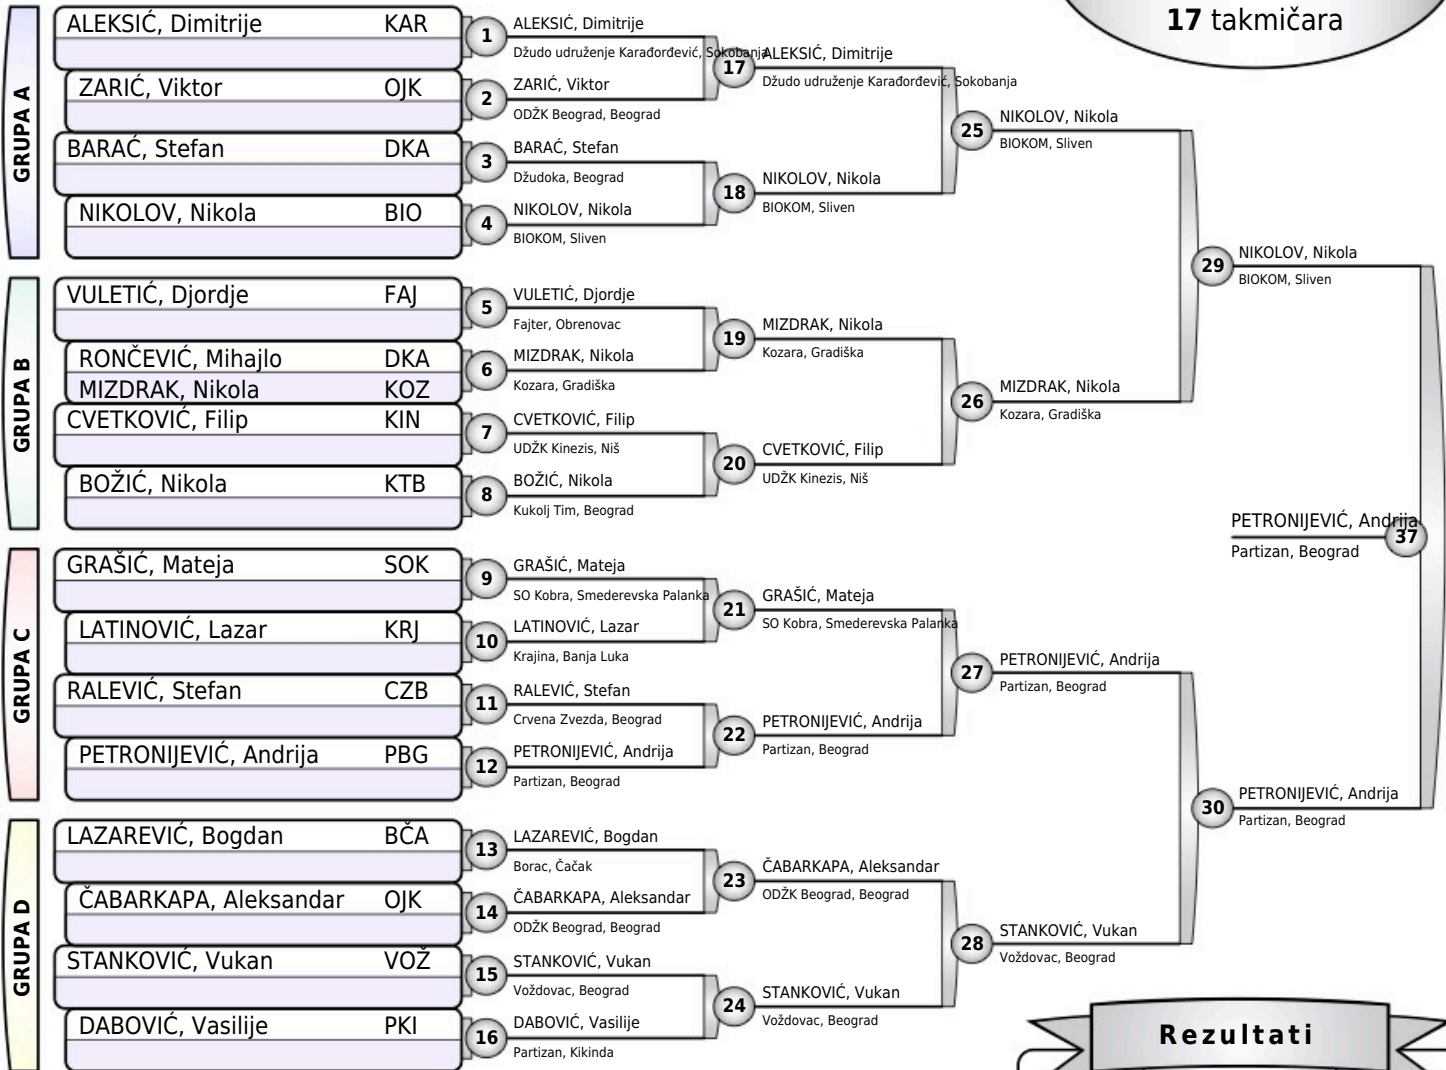 17 takmičara
GRUPA A
ALEKSIĆ, Dimitrije KAR
ZARIĆ, Viktor OJK
BARAĆ, Stefan DKA
NIKOLOV, Nikola BIO
GRUPA B
VULETIĆ, Djordje FAJ
RONČEVIĆ, Mihajlo DKA
MIZDRAK, Nikola KOZ
CVETKOVIĆ, Filip KIN
BOŽIĆ, Nikola KTB
GRUPA C
GRAŠIĆ, Mateja SOK
LATINOVIĆ, Lazar KRJ
RALEVIĆ, Stefan CZB
PETRONIJEVIĆ, Andrija PBG
GRUPA D
LAZAREVIĆ, Bogdan BČA
ČABARKAPA, Aleksandar OJK
STANKOVIĆ, Vukan VOŽ
DABOVIĆ, Vasilije PKI
1 ALEKSIĆ, Dimitrije
Džudo udruženje Karađorđević, Sokobanja
2 ZARIĆ, Viktor
ODŽK Beograd, Beograd
3 BARAĆ, Stefan
Džudoka, Beograd
4 NIKOLOV, Nikola
BIOKOM, Sliven
5 VULETIĆ, Djordje
Fajter, Obrenovac
6 MIZDRAK, Nikola
Kozara, Gradiška
7 CVETKOVIĆ, Filip
UDŽK Kinezis, Niš
8 BOŽIĆ, Nikola
Kukolj Tim, Beograd
9 GRAŠIĆ, Mateja
SO Kobra, Smederevska Palanka
10 LATINOVIĆ, Lazar
Krajina, Banja Luka
11 RALEVIĆ, Stefan
Crvena Zvezda, Beograd
12 PETRONIJEVIĆ, Andrija
Partizan, Beograd
13 LAZAREVIĆ, Bogdan
Borac, Čačak
14 ČABARKAPA, Aleksandar
ODŽK Beograd, Beograd
15 STANKOVIĆ, Vukan
Voždovac, Beograd
16 DABOVIĆ, Vasilije
Partizan, Kikinda
17 ALEKSIĆ, Dimitrije
Džudo udruženje Karađorđević, Sokobanja
18 NIKOLOV, Nikola
BIOKOM, Sliven
19 MIZDRAK, Nikola
Kozara, Gradiška
20 CVETKOVIĆ, Filip
UDŽK Kinezis, Niš
21 GRAŠIĆ, Mateja
SO Kobra, Smederevska Palanka
22 PETRONIJEVIĆ, Andrija
Partizan, Beograd
23 ČABARKAPA, Aleksandar
ODŽK Beograd, Beograd
24 STANKOVIĆ, Vukan
Voždovac, Beograd
25 NIKOLOV, Nikola
BIOKOM, Sliven
26 MIZDRAK, Nikola
Kozara, Gradiška
27 PETRONIJEVIĆ, Andrija
Partizan, Beograd
28 STANKOVIĆ, Vukan
Voždovac, Beograd
29 NIKOLOV, Nikola
BIOKOM, Sliven
30 PETRONIJEVIĆ, Andrija
Partizan, Beograd
PETRONIJEVIĆ, Andrija 37
Partizan, Beograd
Rezultati